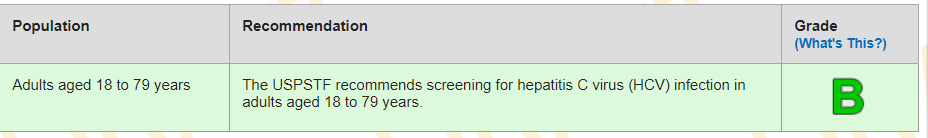 Population Recommendation Grade
(What's This?)
Adults aged 18 to 79 years The USPSTF recommends screening for hepatitis C virus (HCV) infection in B
adults aged 18 to 79 years.